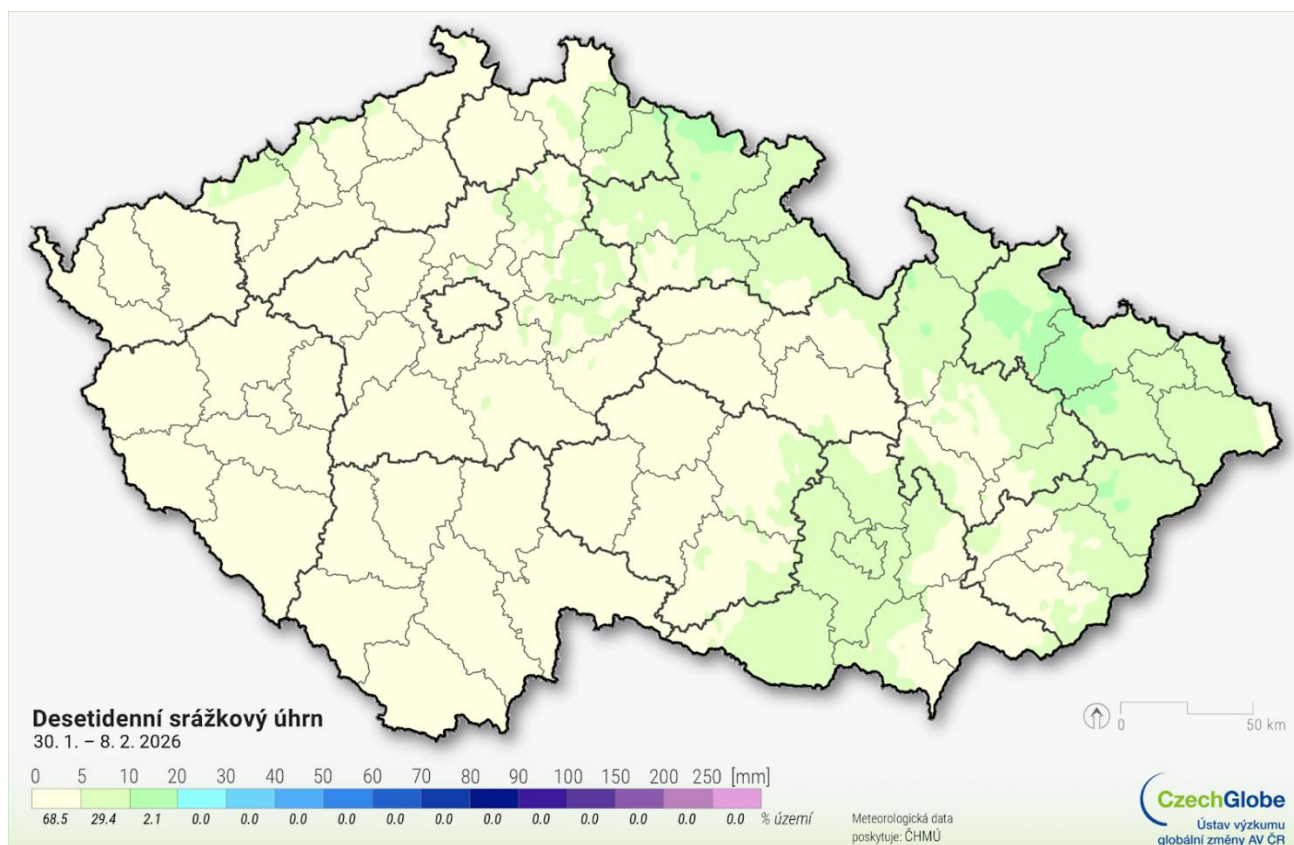 Desetidenní srážkový úhrn
30. 1. – 8. 2. 2026
0 5 10 20 30 40 50 60 70 80 90 100 150 200 250 [mm]
68.5 29.4 2.1 0.0 0.0 0.0 0.0 0.0 0.0 0.0 0.0 0.0 0.0 0.0 0.0 % území
Meteorologická data
poskytuje: ČHMÚ
0 50 km
CzechGlobe
Ústav výzkumu
globální změny AV ČR